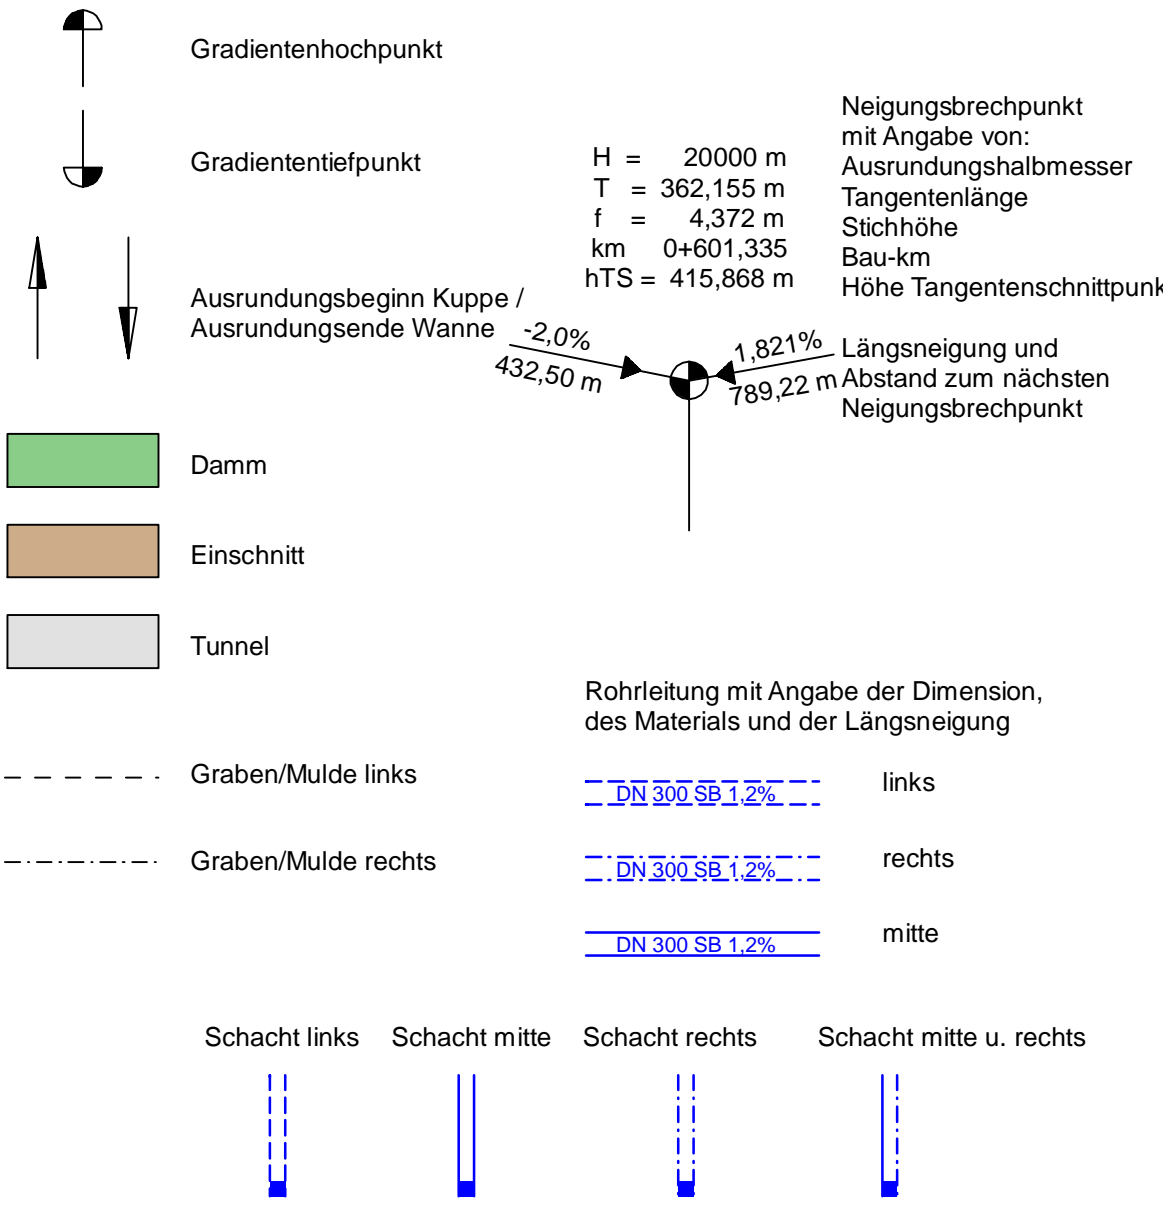 Gradientenhochpunkt
Gradiententiefpunkt
Ausrundungsbeginn Kuppe /
Ausrundungsende Wanne
H = 20000 m
T = 362,155 m
f = 4,372 m
km 0+601,335
hTS = 415,868 m
Neigungsbrechpunkt
mit Angabe von:
Ausrundungshalbmesser
Tangentenlänge
Stichhöhe
Bau-km
Höhe Tangentenschnittpunk
-2,0%
432,50 m
1,821%
789,22 m
Längsneigung und
Abstand zum nächsten
Neigungsbrechpunkt
Damm
Einschnitt
Tunnel
Graben/Mulde links
Graben/Mulde rechts
Rohrleitung mit Angabe der Dimension,
des Materials und der Längsneigung
DN 300 SB 1,2% links
DN 300 SB 1,2% rechts
DN 300 SB 1,2% mitte
Schacht links Schacht mitte Schacht rechts Schacht mitte u. rechts